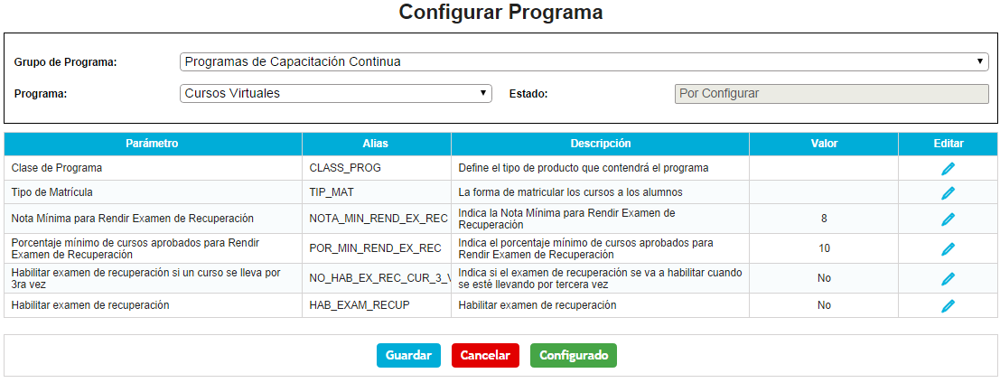 Configurar Programa
Grupo de Programa: Programas de Capacitación Continua
Programa: Cursos Virtuales Estado: Por Configurar
Parámetro Alias Descripción Valor Editar
Clase de Programa CLASS_PROG Define el tipo de producto que contendrá el programa
Tipo de Matrícula TIP_MAT La forma de matricular los cursos a los alumnos
Nota Mínima para Rendir Examen de Recuperación NOTA_MIN_REND_EX_REC Indica la Nota Mínima para Rendir Examen de
Recuperación 8
Porcentaje mínimo de cursos aprobados para Rendir
Examen de Recuperación POR_MIN_REND_EX_REC Indica el porcentaje mínimo de cursos aprobados para
Rendir Examen de Recuperación 10
Habilitar examen de recuperación si un curso se lleva por
3ra vez NO_HAB_EX_REC_CUR_3_V Indica si el examen de recuperación se va a habilitar cuando
se esté llevando por tercera vez No
Habilitar examen de recuperación HAB_EXAM_RECUP Habilitar examen de recuperación No
Guardar Cancelar Configurado